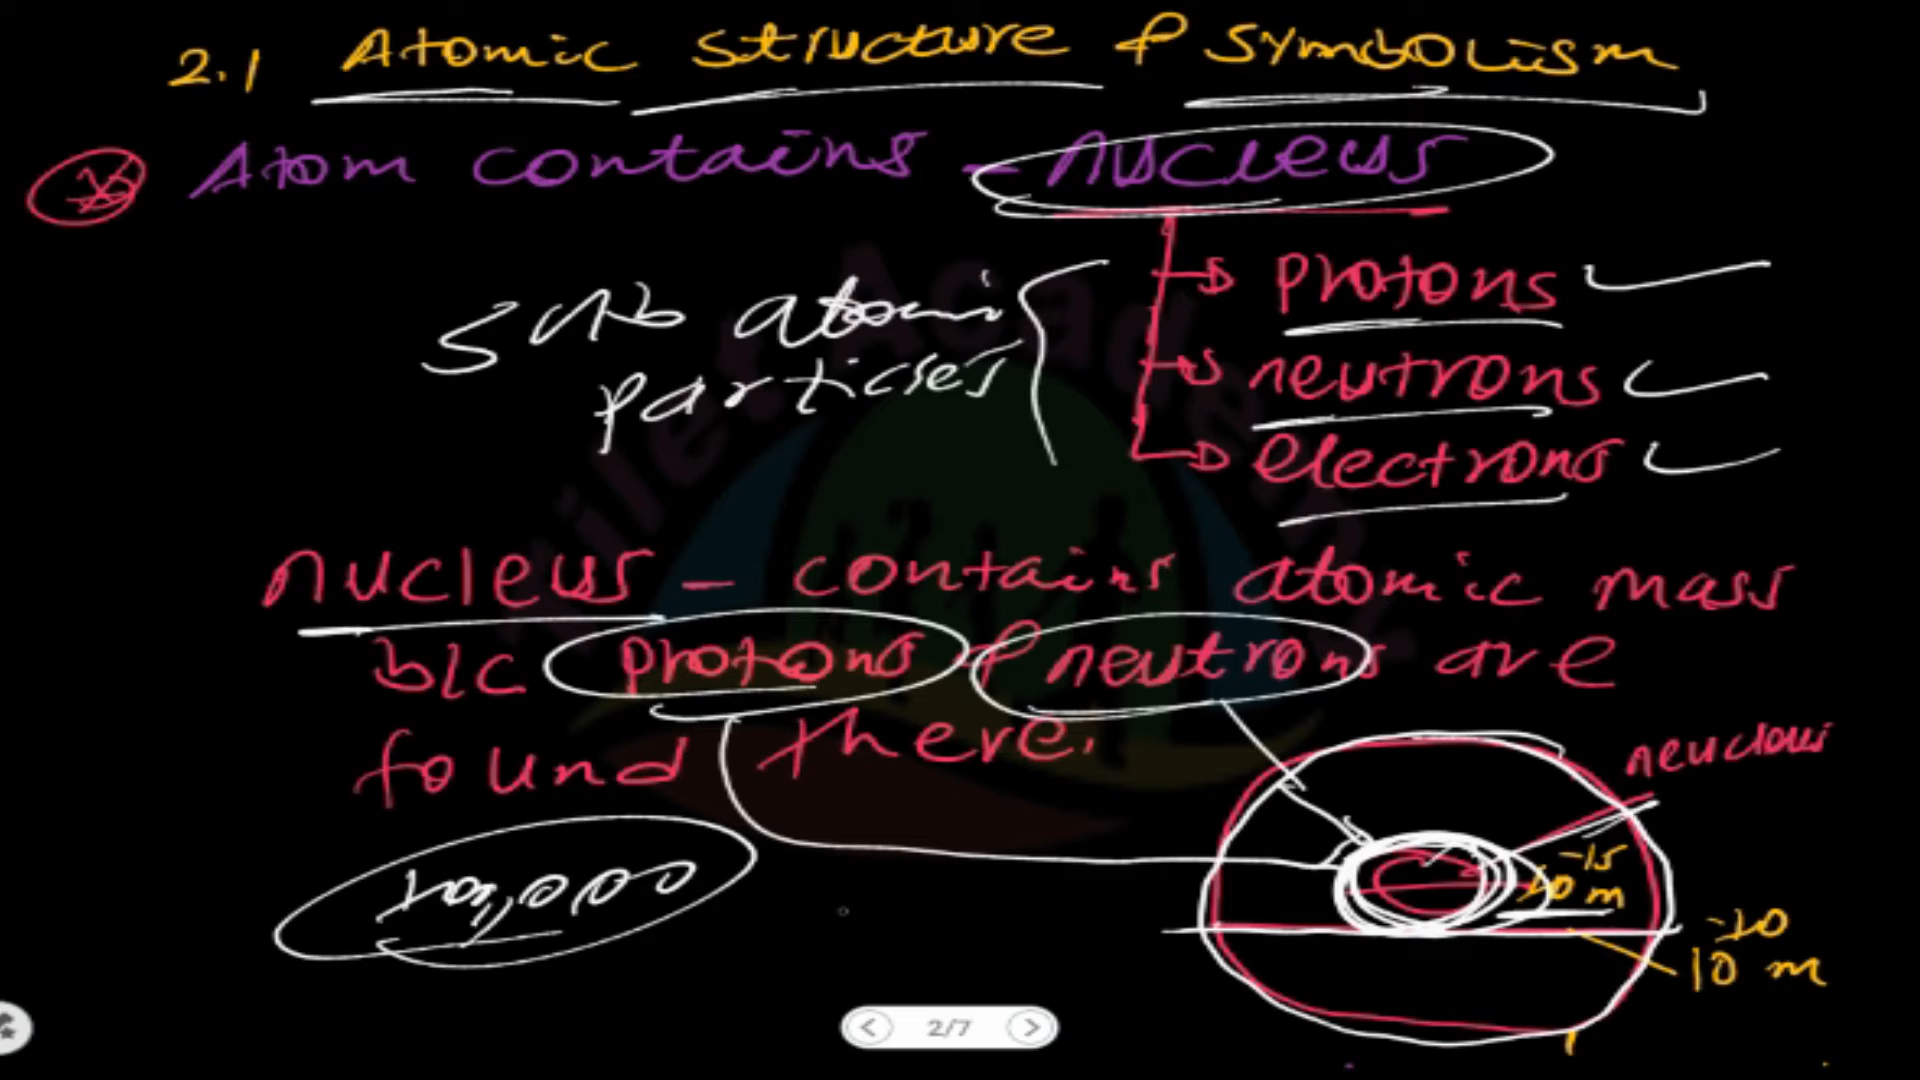 2.1 Atomic structure & symbolism
Atom contains - nucleus
sub atomic
particles
protons
neutrons
electrons
nucleus - contains atomic mass
b/c protons & neutrons are
found there.
10^-15 m
10^-10 m
2/7